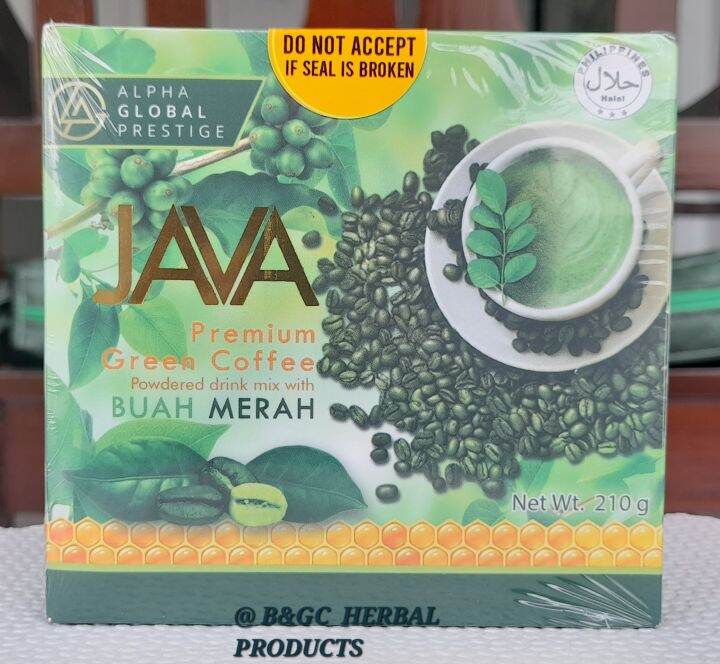 DO NOT ACCEPT
IF SEAL IS BROKEN
ALPHA
GLOBAL
PRESTIGE
PHILIPPINES
حلال
Halal
JAVA
Premium
Green Coffee
Powdered drink mix with
BUAH MERAH
Net Wt. 210 g
@ B&GC HERBAL
PRODUCTS